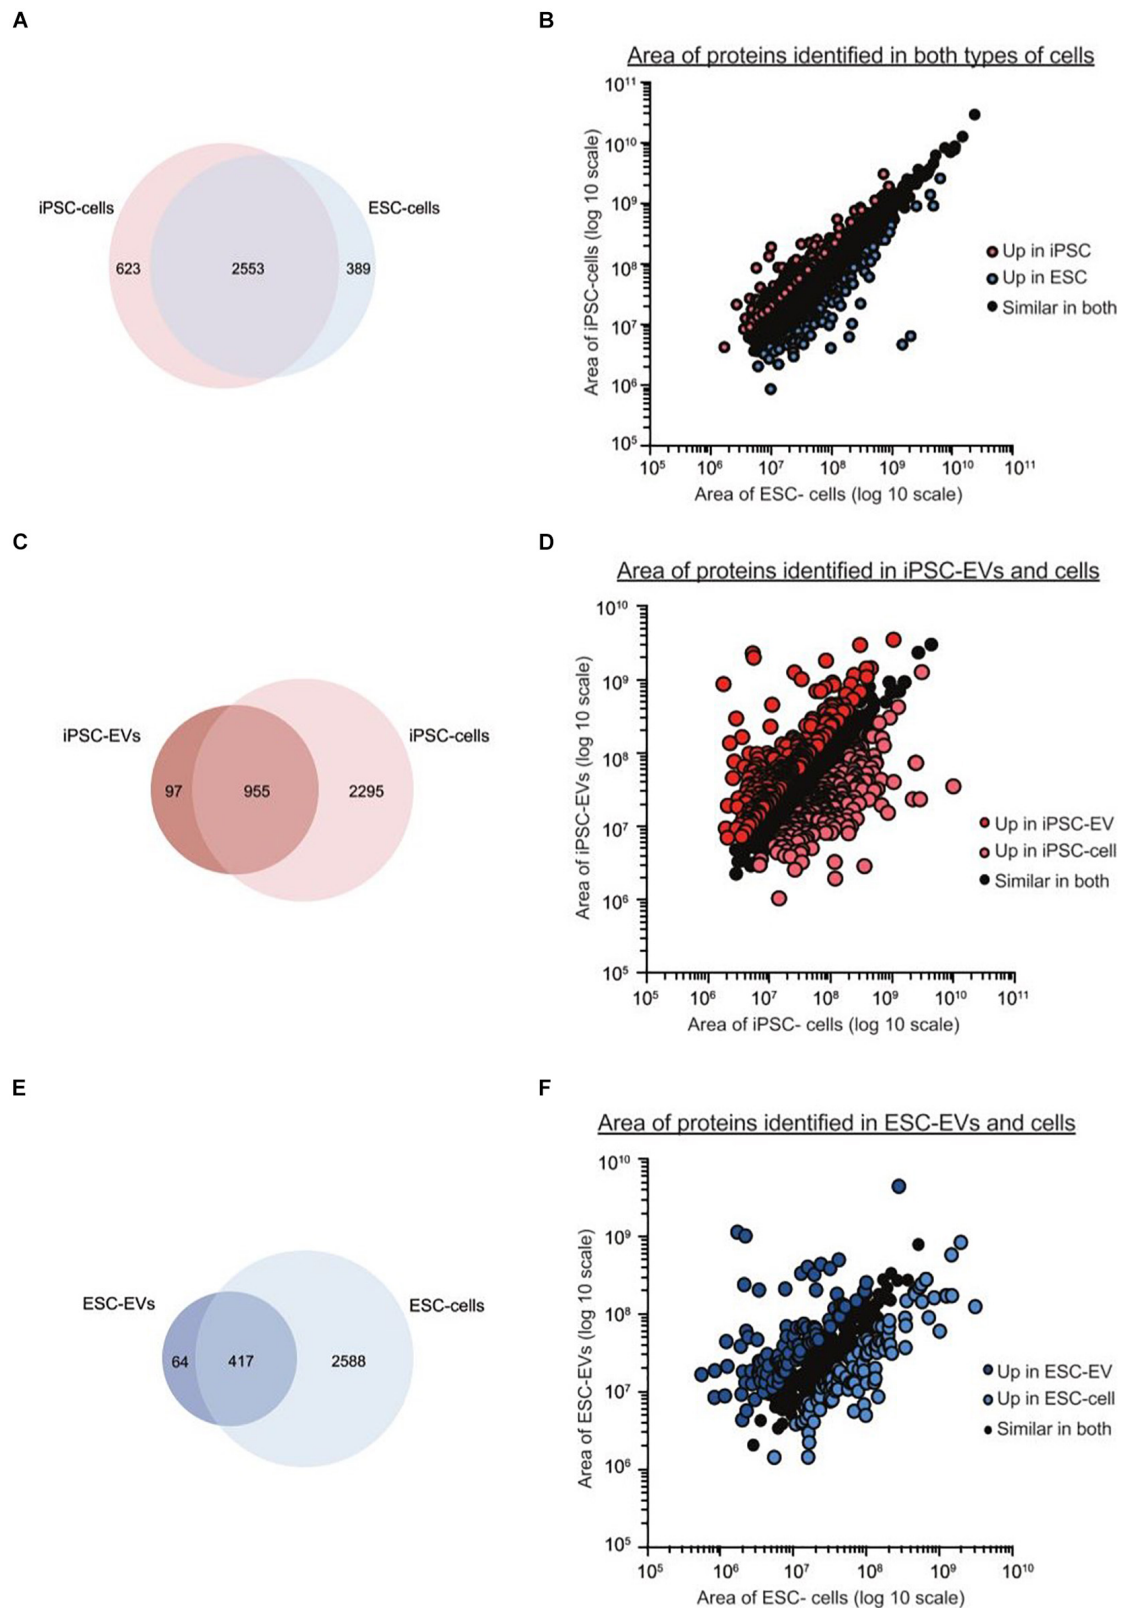 A
iPSC-cells
ESC-cells
623
2553
389
B
Area of proteins identified in both types of cells
Area of iPSC-cells (log 10 scale)
10¹¹
10¹⁰
10⁹
10⁸
10⁷
10⁶
10⁵
10⁵ 10⁶ 10⁷ 10⁸ 10⁹ 10¹⁰ 10¹¹
Area of ESC- cells (log 10 scale)
Up in iPSC
Up in ESC
Similar in both
C
iPSC-EVs
iPSC-cells
97
955
2295
D
Area of proteins identified in iPSC-EVs and cells
Area of iPSC-EVs (log 10 scale)
10¹⁰
10⁹
10⁸
10⁷
10⁶
10⁵
10⁵ 10⁶ 10⁷ 10⁸ 10⁹ 10¹⁰ 10¹¹
Area of iPSC- cells (log 10 scale)
Up in iPSC-EV
Up in iPSC-cell
Similar in both
E
ESC-EVs
ESC-cells
64
417
2588
F
Area of proteins identified in ESC-EVs and cells
Area of ESC-EVs (log 10 scale)
10¹⁰
10⁹
10⁸
10⁷
10⁶
10⁵
10⁵ 10⁶ 10⁷ 10⁸ 10⁹ 10¹⁰
Area of ESC- cells (log 10 scale)
Up in ESC-EV
Up in ESC-cell
Similar in both